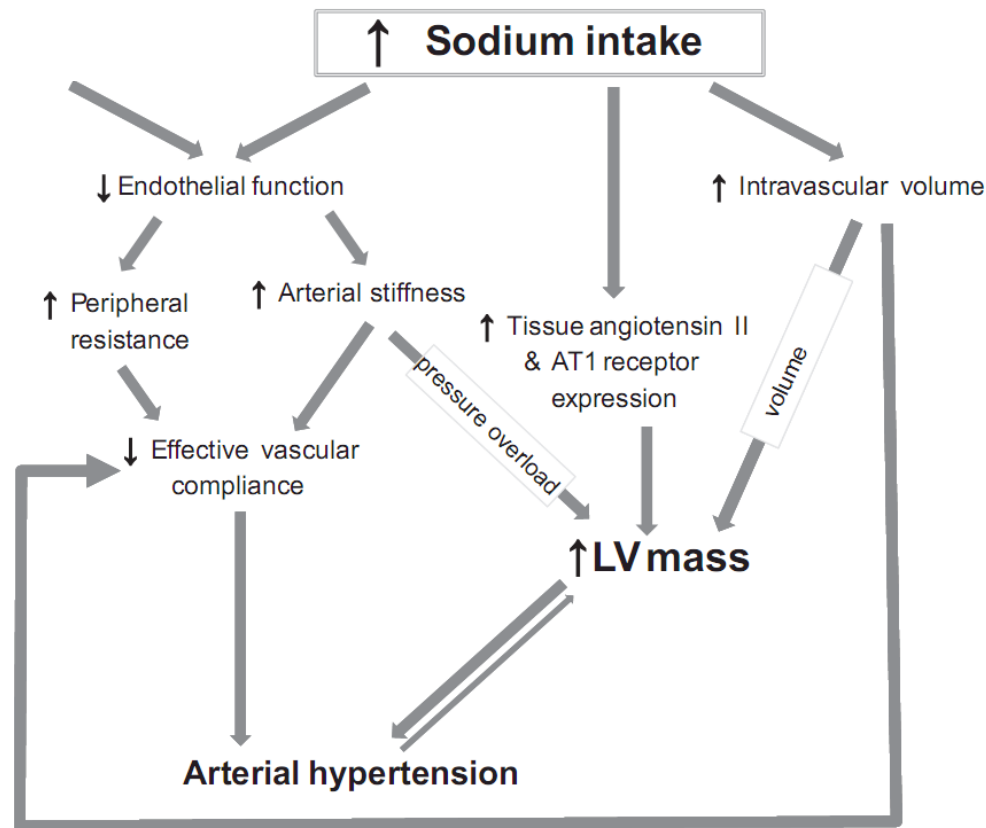 ↑ Sodium intake
↓ Endothelial function
↑ Intravascular volume
↑ Peripheral
resistance
↑ Arterial stiffness
↑ Tissue angiotensin II
& AT1 receptor
expression
pressure overload
volume
↓ Effective vascular
compliance
↑ LV mass
Arterial hypertension